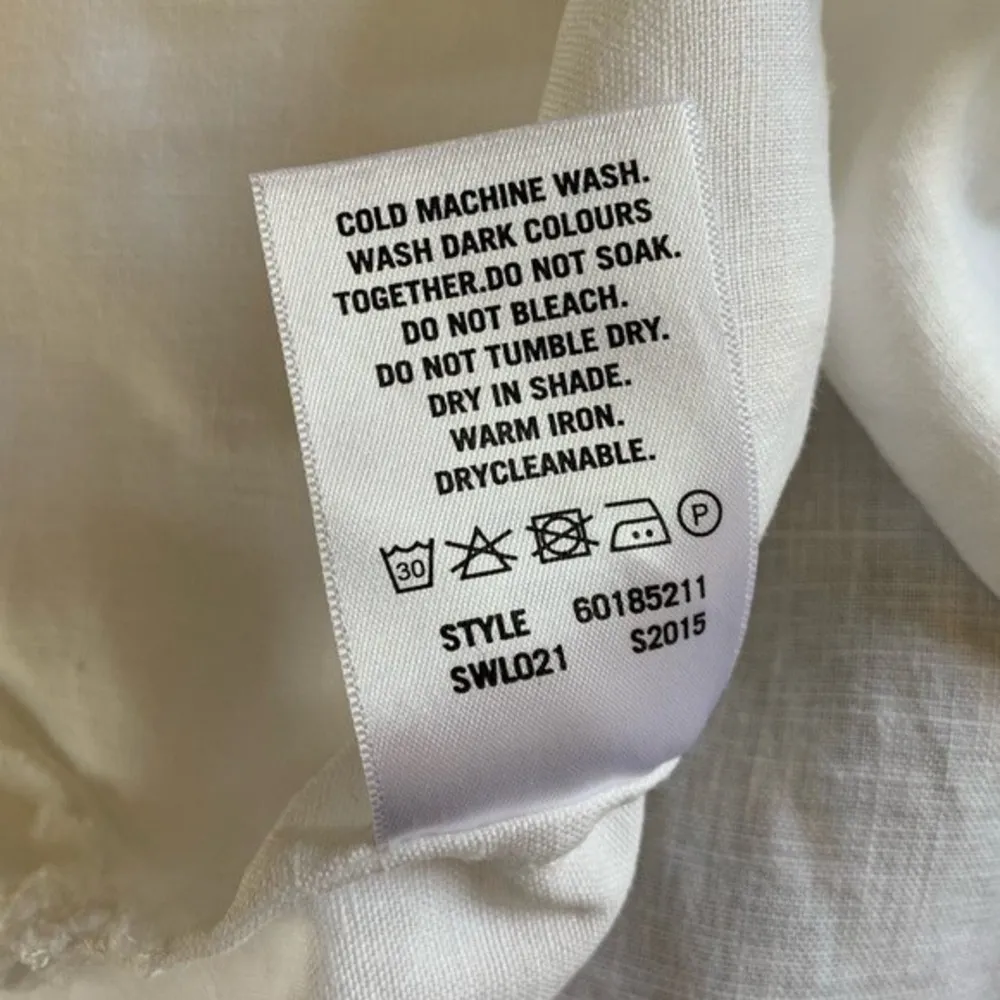 COLD MACHINE WASH.
WASH DARK COLOURS
TOGETHER.DO NOT SOAK.
DO NOT BLEACH.
DO NOT TUMBLE DRY.
DRY IN SHADE.
WARM IRON.
DRYCLEANABLE.
30 P
STYLE 60185211
SWL021 S2015